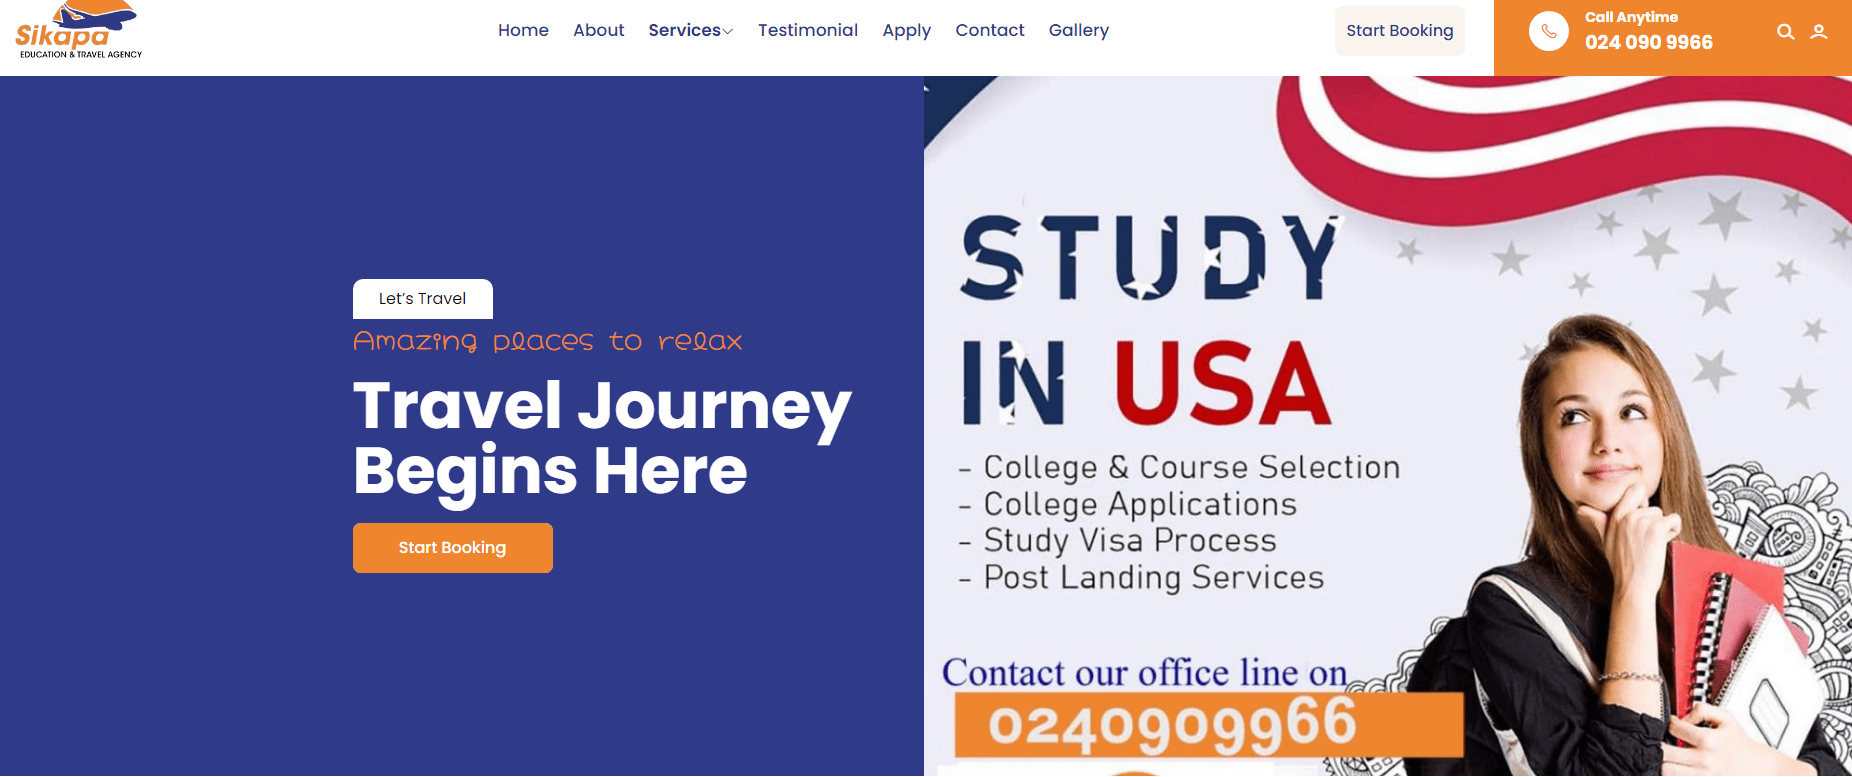 Sikapa
EDUCATION & TRAVEL AGENCY
Home About Services Testimonial Apply Contact Gallery
Start Booking
Call Anytime
024 090 9966
Let's Travel
Amazing places to relax
Travel Journey
Begins Here
Start Booking
STUDY
IN USA
- College & Course Selection
- College Applications
- Study Visa Process
- Post Landing Services
Contact our office line on
0240909966